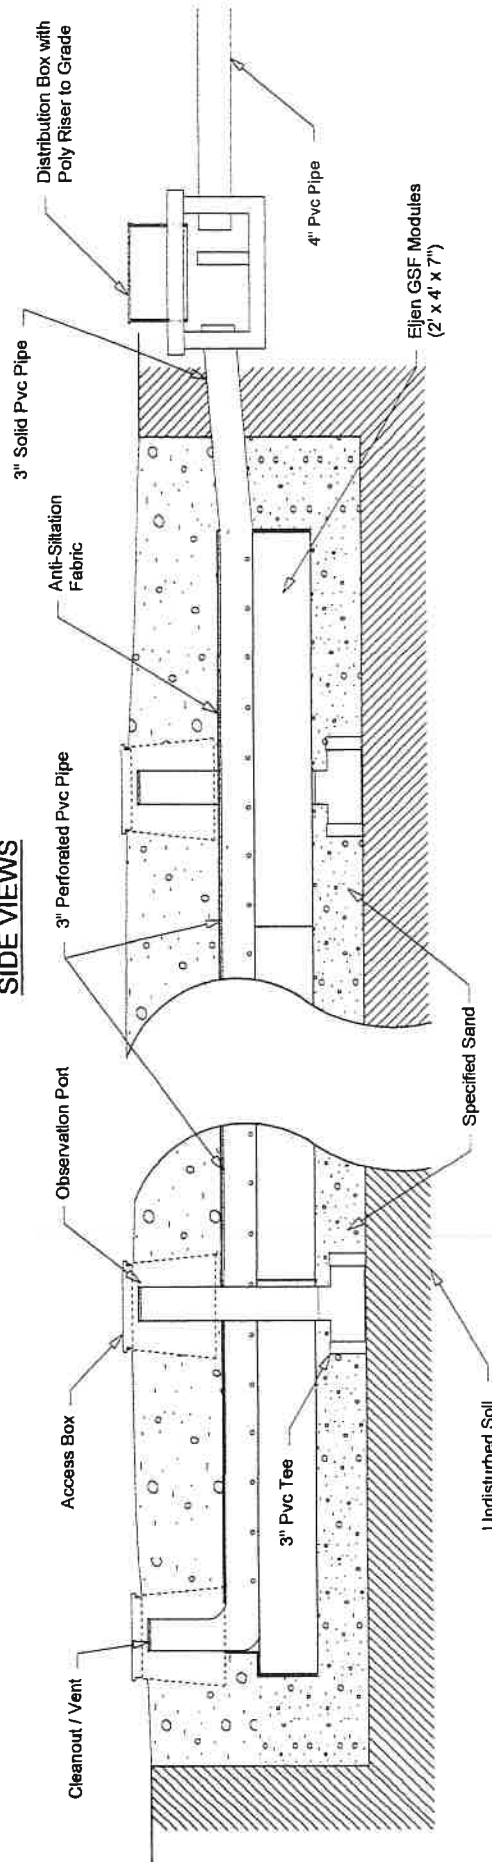 SIDE VIEWS
Cleanout / Vent
Access Box
Observation Port
3" Perforated Pvc Pipe
Anti-Siltation
Fabric
3" Solid Pvc Pipe
Distribution Box with
Poly Riser to Grade
4" Pvc Pipe
Eljen GSF Modules
(2' x 4' x 7")
3" Pvc Tee
Specified Sand
Undisturbed Soil